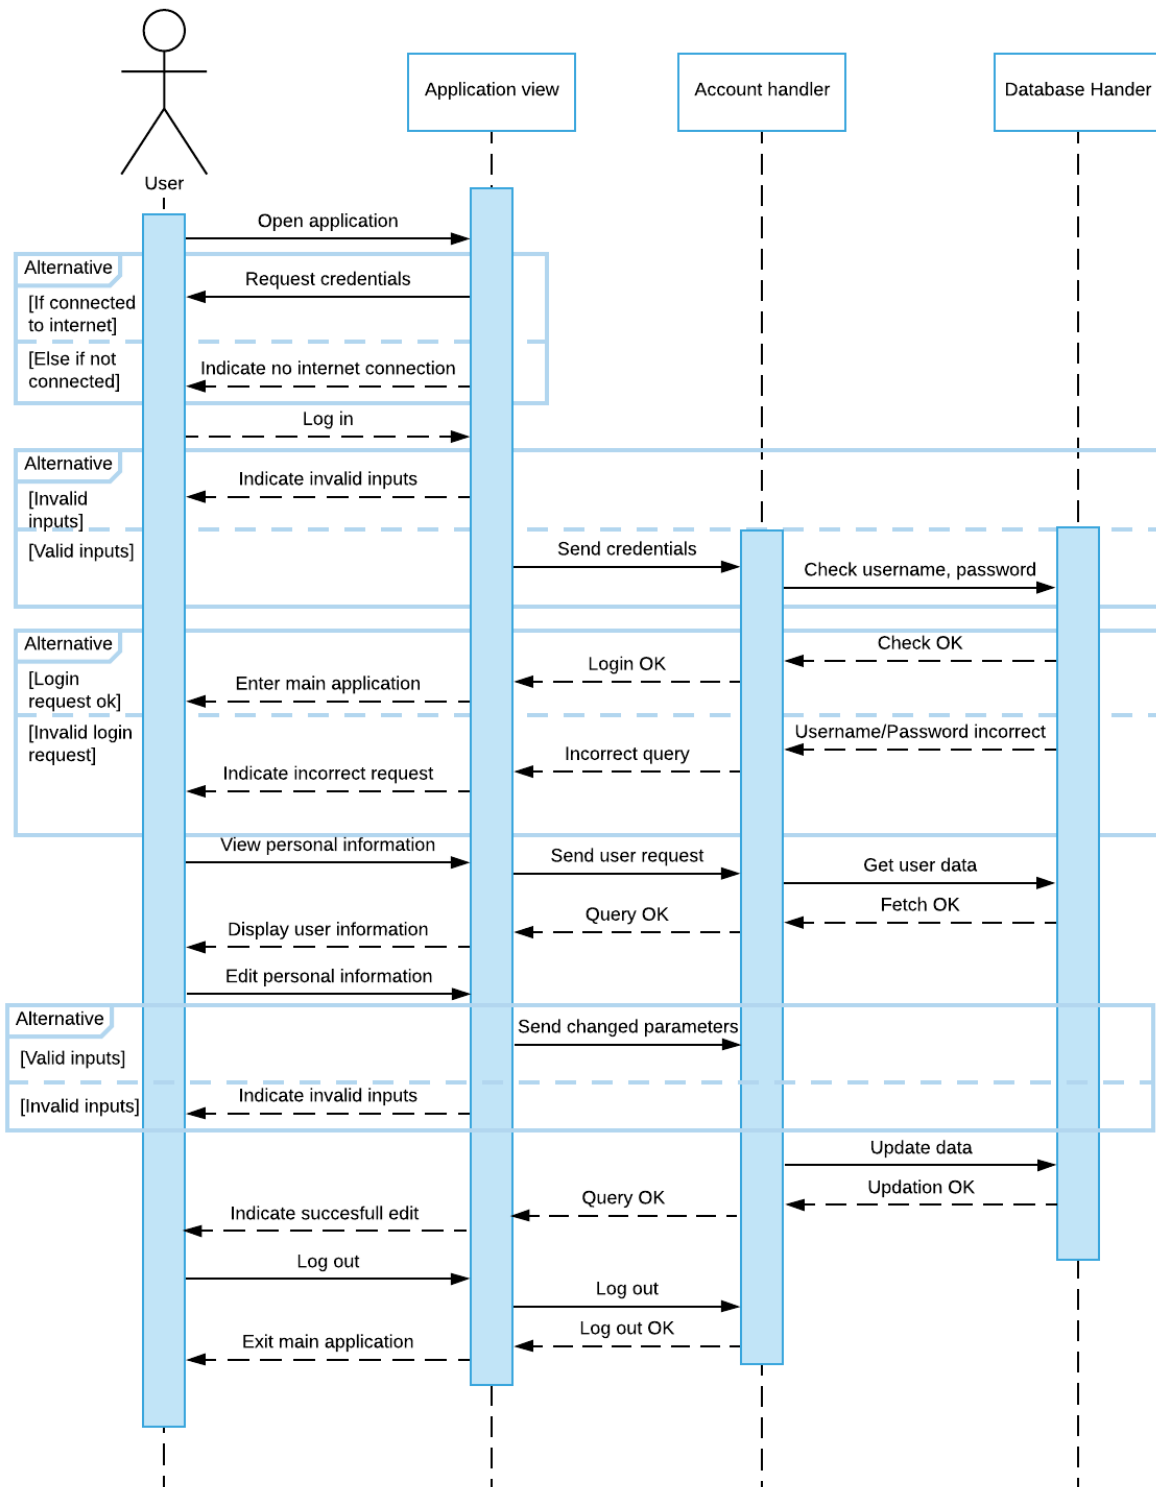 Application view
Account handler
Database Hander
User
Open application
Alternative
Request credentials
[If connected
to internet]
[Else if not
connected]
Indicate no internet connection
Log in
Alternative
Indicate invalid inputs
[Invalid
inputs]
[Valid inputs]
Send credentials
Check username, password
Alternative
Check OK
Login OK
[Login
request ok]
Enter main application
[Invalid login
request]
Username/Password incorrect
Incorrect query
Indicate incorrect request
View personal information
Send user request
Get user data
Fetch OK
Query OK
Display user information
Edit personal information
Alternative
Send changed parameters
[Valid inputs]
Indicate invalid inputs
[Invalid inputs]
Update data
Updation OK
Query OK
Indicate succesfull edit
Log out
Log out
Log out OK
Exit main application